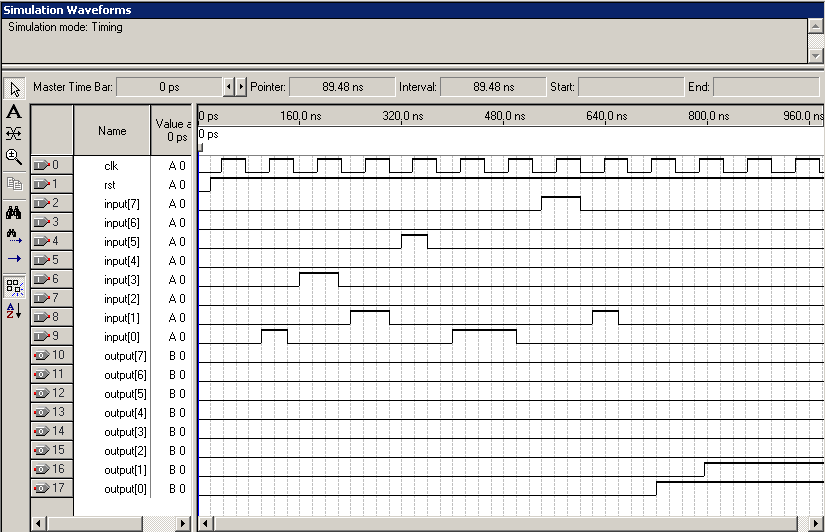 Simulation Waveforms
Simulation mode: Timing
Master Time Bar: 0 ps Pointer: 89.48 ns Interval: 89.48 ns Start: End:
Name Value a 0 ps
0 ps 160.0 ns 320.0 ns 480.0 ns 640.0 ns 800.0 ns 960.0 ns
0 ps
0 clk A 0
1 rst A 0
2 input[7] A 0
3 input[6] A 0
4 input[5] A 0
5 input[4] A 0
6 input[3] A 0
7 input[2] A 0
8 input[1] A 0
9 input[0] A 0
10 output[7] B 0
11 output[6] B 0
12 output[5] B 0
13 output[4] B 0
14 output[3] B 0
15 output[2] B 0
16 output[1] B 0
17 output[0] B 0